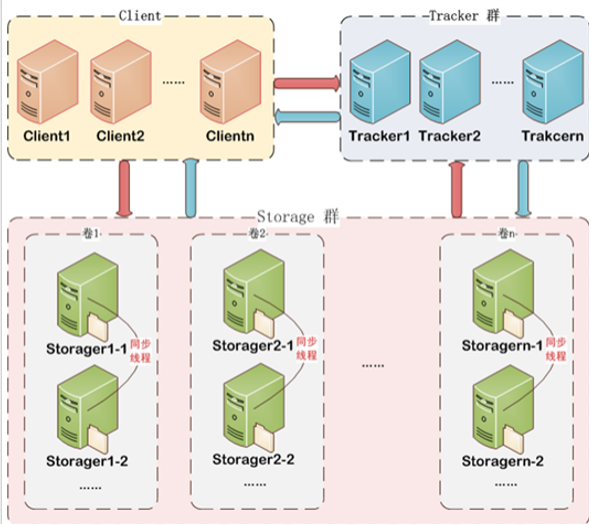 Client
Tracker 群
......
......
Client1
Client2
Clientn
Tracker1
Tracker2
Trakcern
Storage 群
卷1
卷2
卷n
Storager1-1
同步
线程
Storager2-1
同步
线程
Storagern-1
同步
线程
......
Storager1-2
Storager2-2
Storagern-2
......
......
......